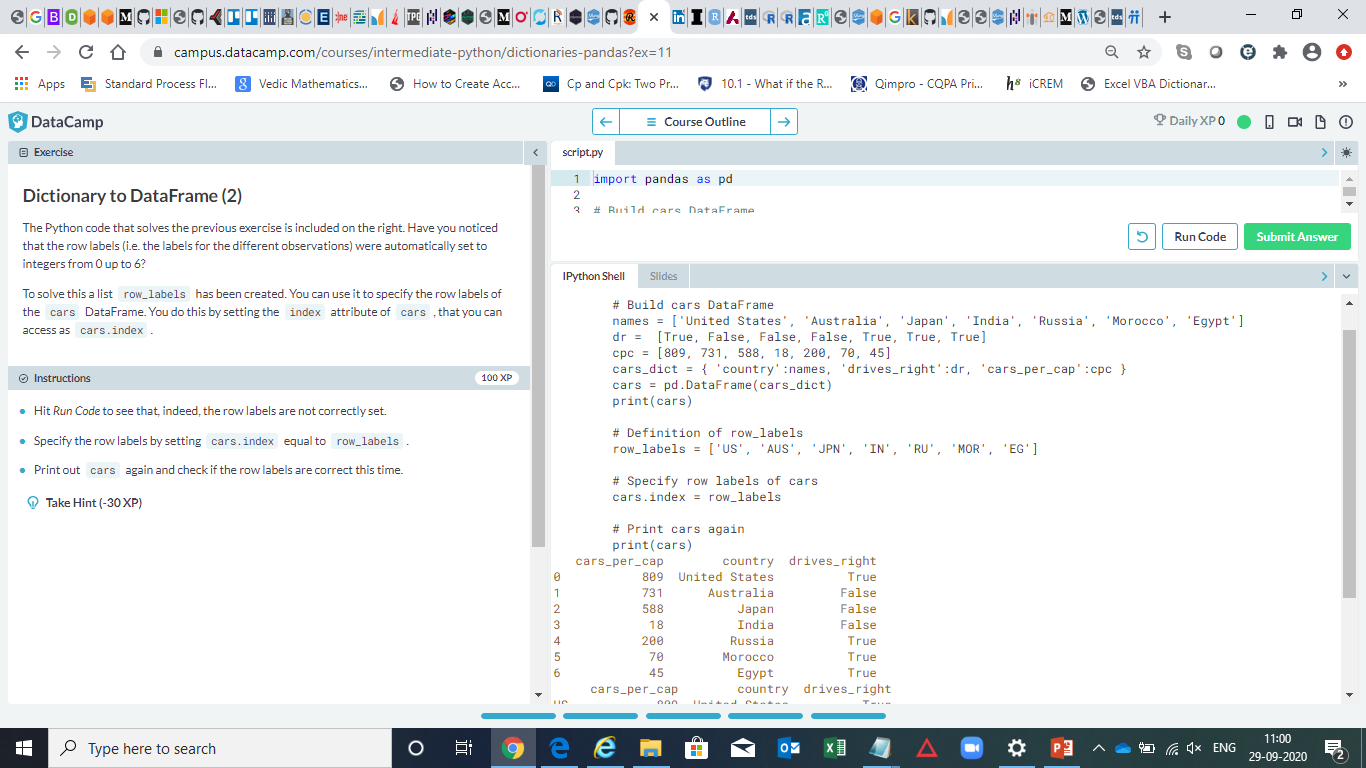 campus.datacamp.com/courses/intermediate-python/dictionaries-pandas?ex=11
Apps Standard Process Fl... Vedic Mathematics... How to Create Acc... Cp and Cpk: Two Pr... 10.1 - What if the R... Qimpro - CQPA Pri... iCREM Excel VBA Dictionar... »
DataCamp
Course Outline
Daily XP 0
Exercise
Dictionary to DataFrame (2)
The Python code that solves the previous exercise is included on the right. Have you noticed
that the row labels (i.e. the labels for the different observations) were automatically set to
integers from 0 up to 6?
To solve this a list row_labels has been created. You can use it to specify the row labels of
the cars DataFrame. You do this by setting the index attribute of cars , that you can
access as cars.index .
Instructions
100 XP
Hit Run Code to see that, indeed, the row labels are not correctly set.
Specify the row labels by setting cars.index equal to row_labels .
Print out cars again and check if the row labels are correct this time.
Take Hint (-30 XP)
script.py
1 import pandas as pd
2
3 # Build cars DataFrame
Run Code
Submit Answer
IPython Shell
Slides
# Build cars DataFrame
names = ['United States', 'Australia', 'Japan', 'India', 'Russia', 'Morocco', 'Egypt']
dr =  [True, False, False, False, True, True, True]
cpc = [809, 731, 588, 18, 200, 70, 45]
cars_dict = { 'country':names, 'drives_right':dr, 'cars_per_cap':cpc }
cars = pd.DataFrame(cars_dict)
print(cars)
# Definition of row_labels
row_labels = ['US', 'AUS', 'JPN', 'IN', 'RU', 'MOR', 'EG']
# Specify row labels of cars
cars.index = row_labels
# Print cars again
print(cars)
cars_per_cap country drives_right
0 809 United States True
1 731 Australia False
2 588 Japan False
3 18 India False
4 200 Russia True
5 70 Morocco True
6 45 Egypt True
cars_per_cap country drives_right
US 809 United States True
Type here to search
ENG
11:00
29-09-2020
2